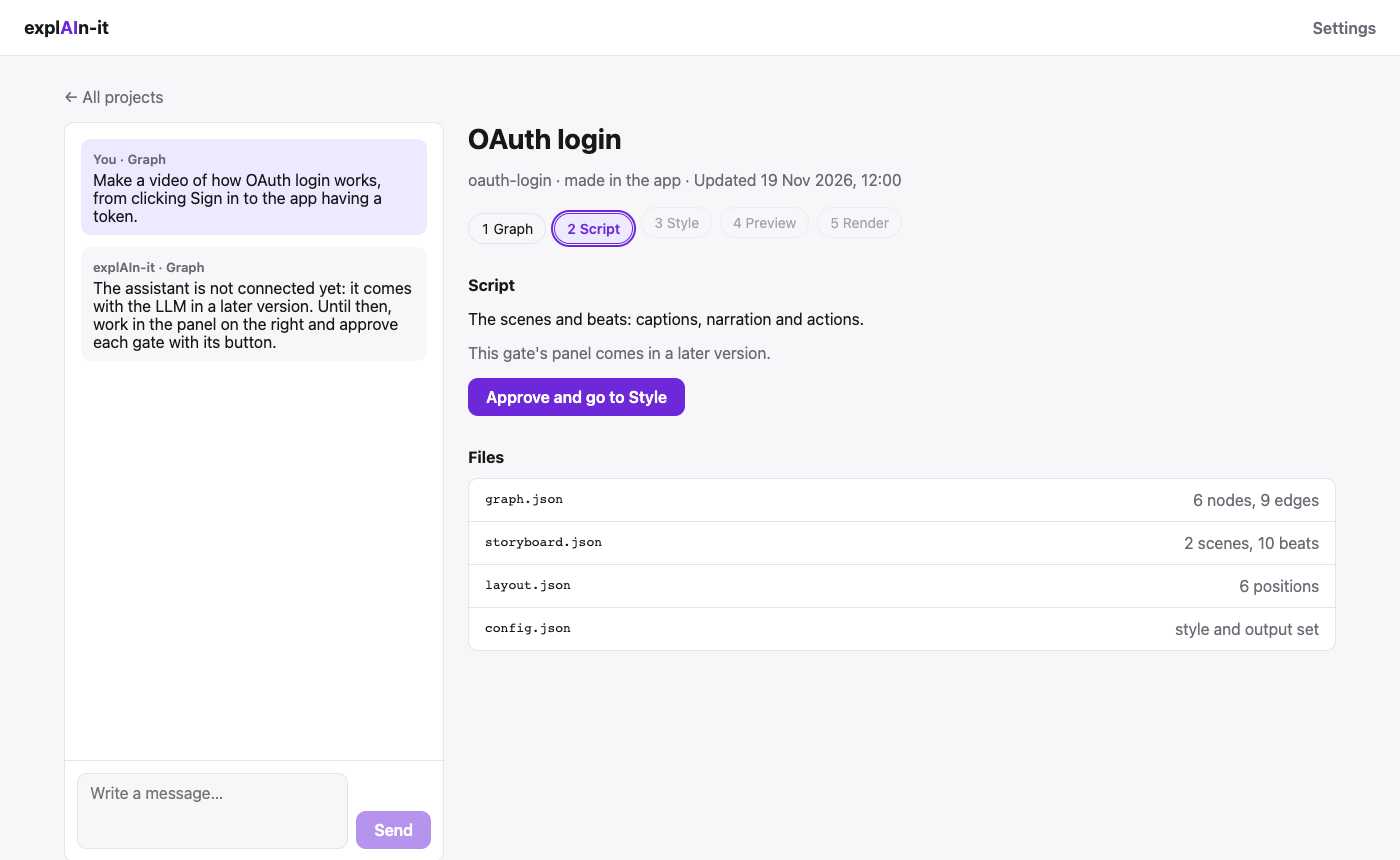 explAIn-it
Settings
← All projects
You · Graph
Make a video of how OAuth login works,
from clicking Sign in to the app having a
token.
explAIn-it · Graph
The assistant is not connected yet: it comes
with the LLM in a later version. Until then,
work in the panel on the right and approve
each gate with its button.
Write a message...
Send
OAuth login
oauth-login · made in the app · Updated 19 Nov 2026, 12:00
1 Graph
2 Script
3 Style
4 Preview
5 Render
Script
The scenes and beats: captions, narration and actions.
This gate's panel comes in a later version.
Approve and go to Style
Files
graph.json
6 nodes, 9 edges
storyboard.json
2 scenes, 10 beats
layout.json
6 positions
config.json
style and output set